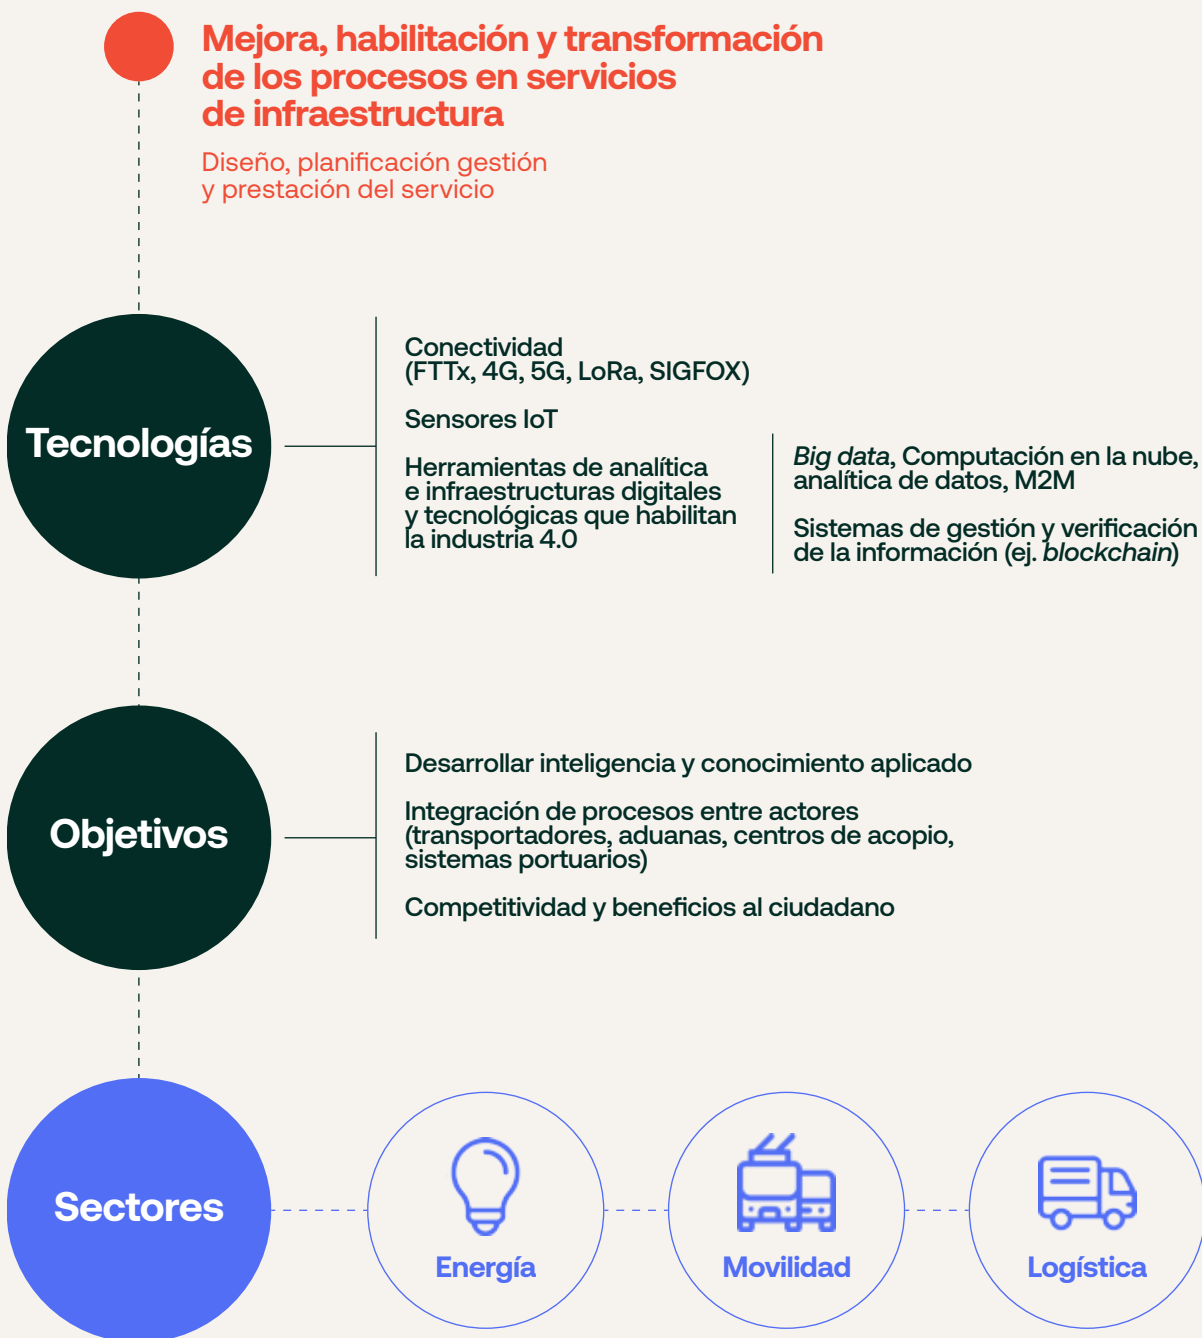 Mejora, habilitación y transformación
de los procesos en servicios
de infraestructura
Diseño, planificación gestión
y prestación del servicio
Tecnologías
Conectividad
(FTTx, 4G, 5G, LoRa, SIGFOX)
Sensores IoT
Herramientas de analítica
e infraestructuras digitales
y tecnológicas que habilitan
la industria 4.0
Big data, Computación en la nube,
analítica de datos, M2M
Sistemas de gestión y verificación
de la información (ej. blockchain)
Objetivos
Desarrollar inteligencia y conocimiento aplicado
Integración de procesos entre actores
(transportadores, aduanas, centros de acopio,
sistemas portuarios)
Competitividad y beneficios al ciudadano
Sectores
Energía
Movilidad
Logística